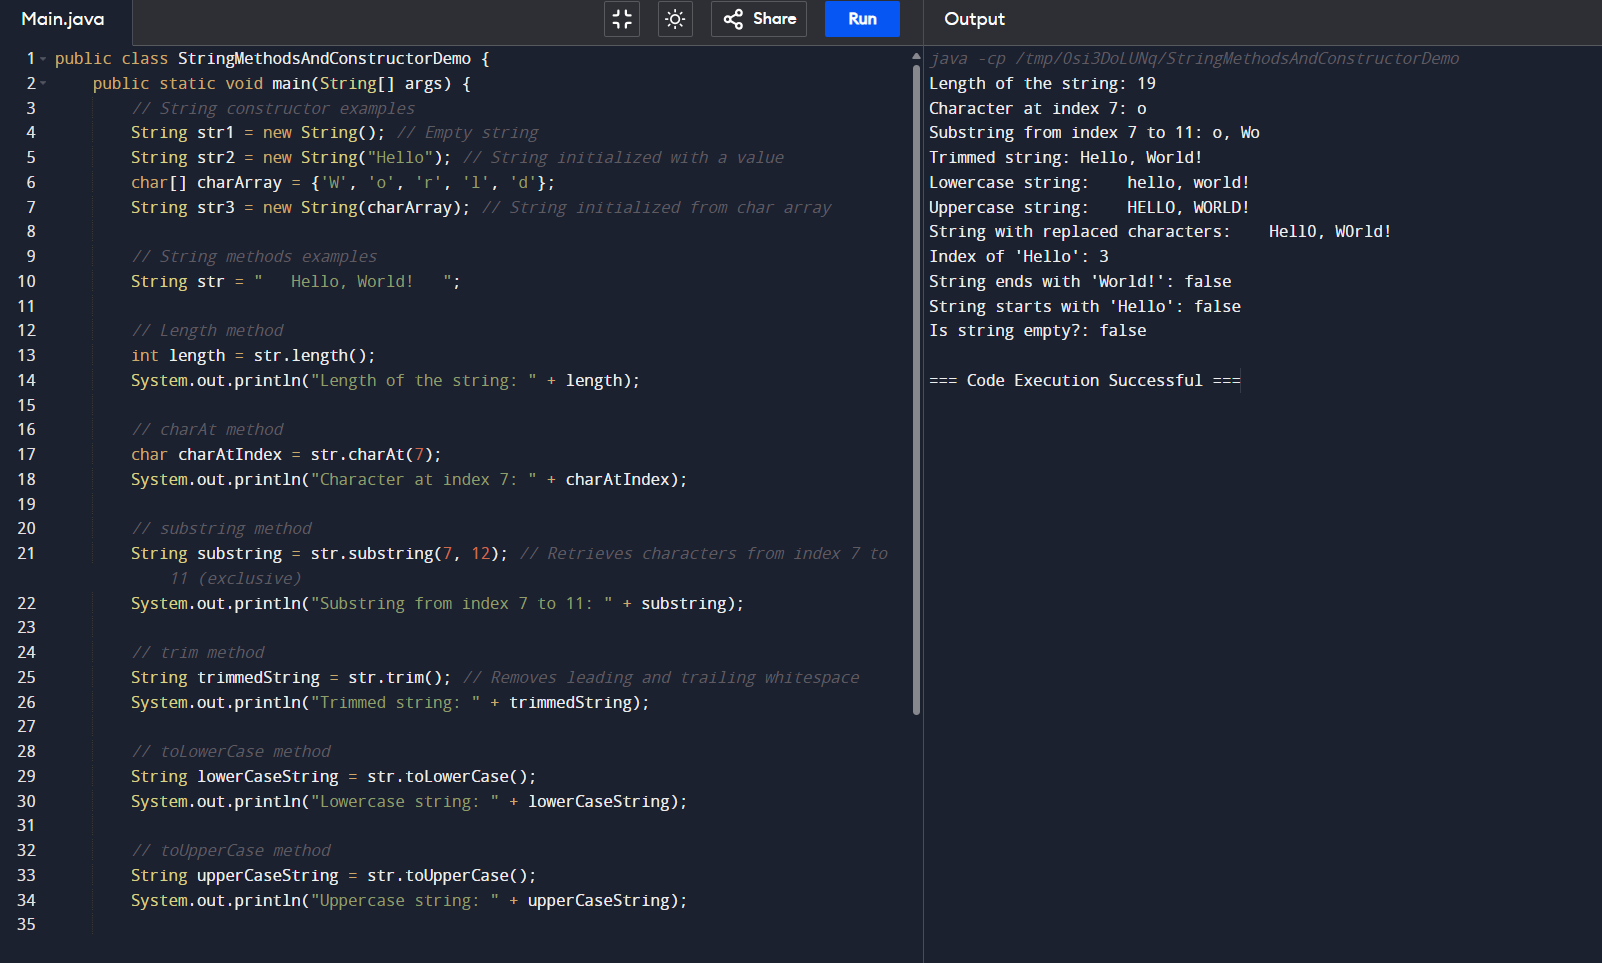 Main.java
Share
Run
Output
1 public class StringMethodsAndConstructorDemo {
2     public static void main(String[] args) {
3         // String constructor examples
4         String str1 = new String(); // Empty string
5         String str2 = new String("Hello"); // String initialized with a value
6         char[] charArray = {'W', 'o', 'r', 'l', 'd'};
7         String str3 = new String(charArray); // String initialized from char array
8
9         // String methods examples
10         String str = "   Hello, World!   ";
11
12         // Length method
13         int length = str.length();
14         System.out.println("Length of the string: " + length);
15
16         // charAt method
17         char charAtIndex = str.charAt(7);
18         System.out.println("Character at index 7: " + charAtIndex);
19
20         // substring method
21         String substring = str.substring(7, 12); // Retrieves characters from index 7 to
            11 (exclusive)
22         System.out.println("Substring from index 7 to 11: " + substring);
23
24         // trim method
25         String trimmedString = str.trim(); // Removes leading and trailing whitespace
26         System.out.println("Trimmed string: " + trimmedString);
27
28         // toLowerCase method
29         String lowerCaseString = str.toLowerCase();
30         System.out.println("Lowercase string: " + lowerCaseString);
31
32         // toUpperCase method
33         String upperCaseString = str.toUpperCase();
34         System.out.println("Uppercase string: " + upperCaseString);
35
java -cp /tmp/0si3DoLUNq/StringMethodsAndConstructorDemo
Length of the string: 19
Character at index 7: o
Substring from index 7 to 11: o, Wo
Trimmed string: Hello, World!
Lowercase string:    hello, world!
Uppercase string:    HELLO, WORLD!
String with replaced characters:    HellO, WOrld!
Index of 'Hello': 3
String ends with 'World!': false
String starts with 'Hello': false
Is string empty?: false

=== Code Execution Successful ===